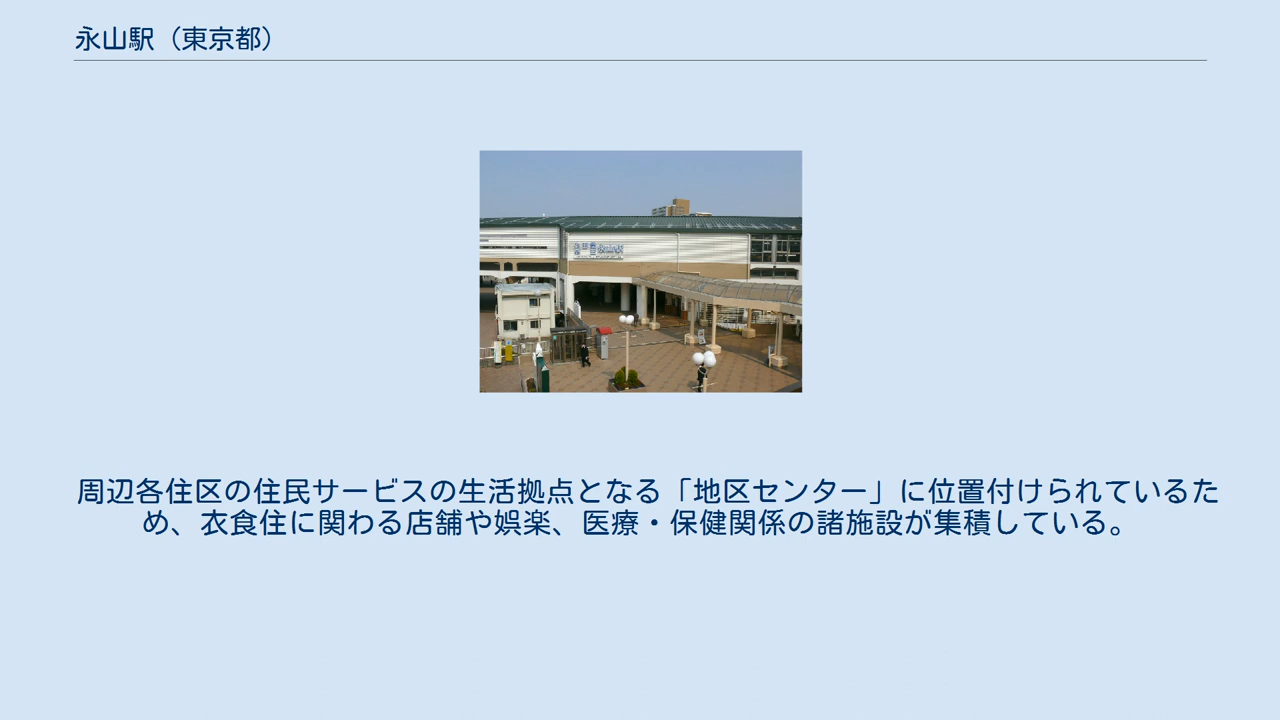 永山駅（東京都）
周辺各住区の住民サービスの生活拠点となる「地区センター」に位置付けられているた
め、衣食住に関わる店舗や娯楽、医療・保健関係の諸施設が集積している。